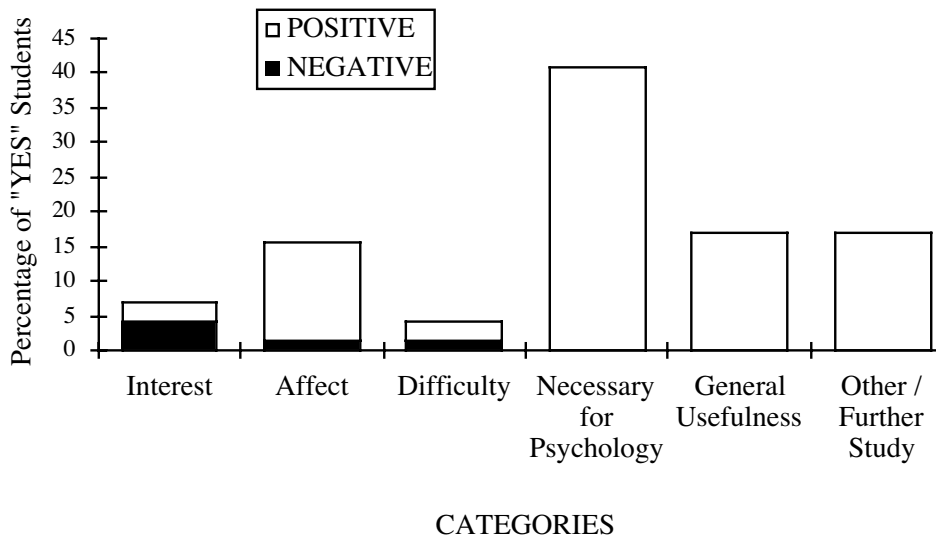 POSITIVE
NEGATIVE
Percentage of "YES" Students
45
40
35
30
25
20
15
10
5
0
Interest
Affect
Difficulty
Necessary
for
Psychology
General
Usefulness
Other /
Further
Study
CATEGORIES